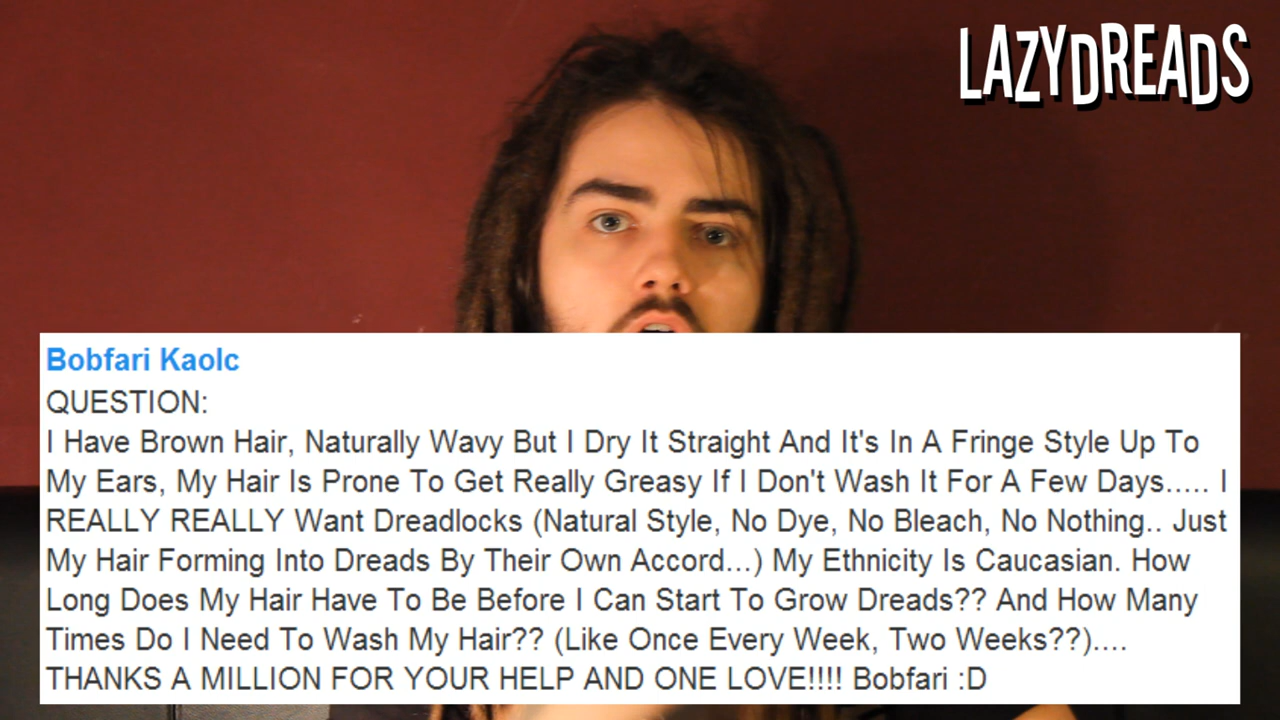 LAZYDREADS
Bobfari Kaolc
QUESTION:
I Have Brown Hair, Naturally Wavy But I Dry It Straight And It's In A Fringe Style Up To
My Ears, My Hair Is Prone To Get Really Greasy If I Don't Wash It For A Few Days..... I
REALLY REALLY Want Dreadlocks (Natural Style, No Dye, No Bleach, No Nothing.. Just
My Hair Forming Into Dreads By Their Own Accord...) My Ethnicity Is Caucasian. How
Long Does My Hair Have To Be Before I Can Start To Grow Dreads?? And How Many
Times Do I Need To Wash My Hair?? (Like Once Every Week, Two Weeks??)....
THANKS A MILLION FOR YOUR HELP AND ONE LOVE!!!! Bobfari :D